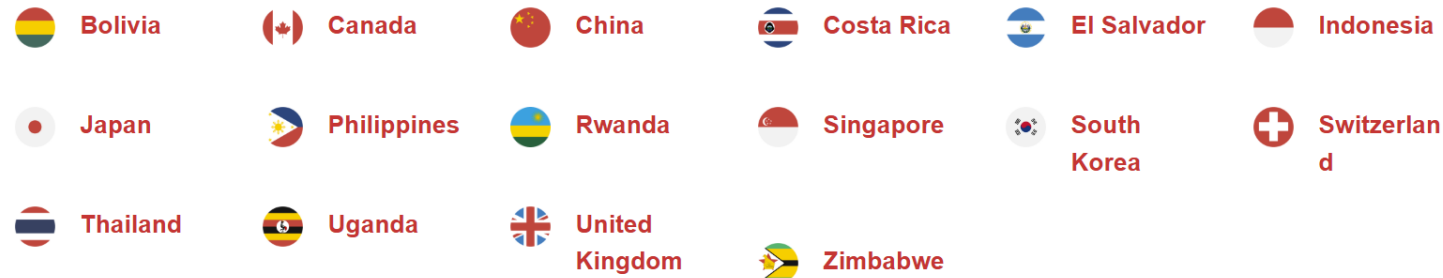 Bolivia
Canada
China
Costa Rica
El Salvador
Indonesia
Japan
Philippines
Rwanda
Singapore
South
Korea
Switzerlan
d
Thailand
Uganda
United
Kingdom
Zimbabwe